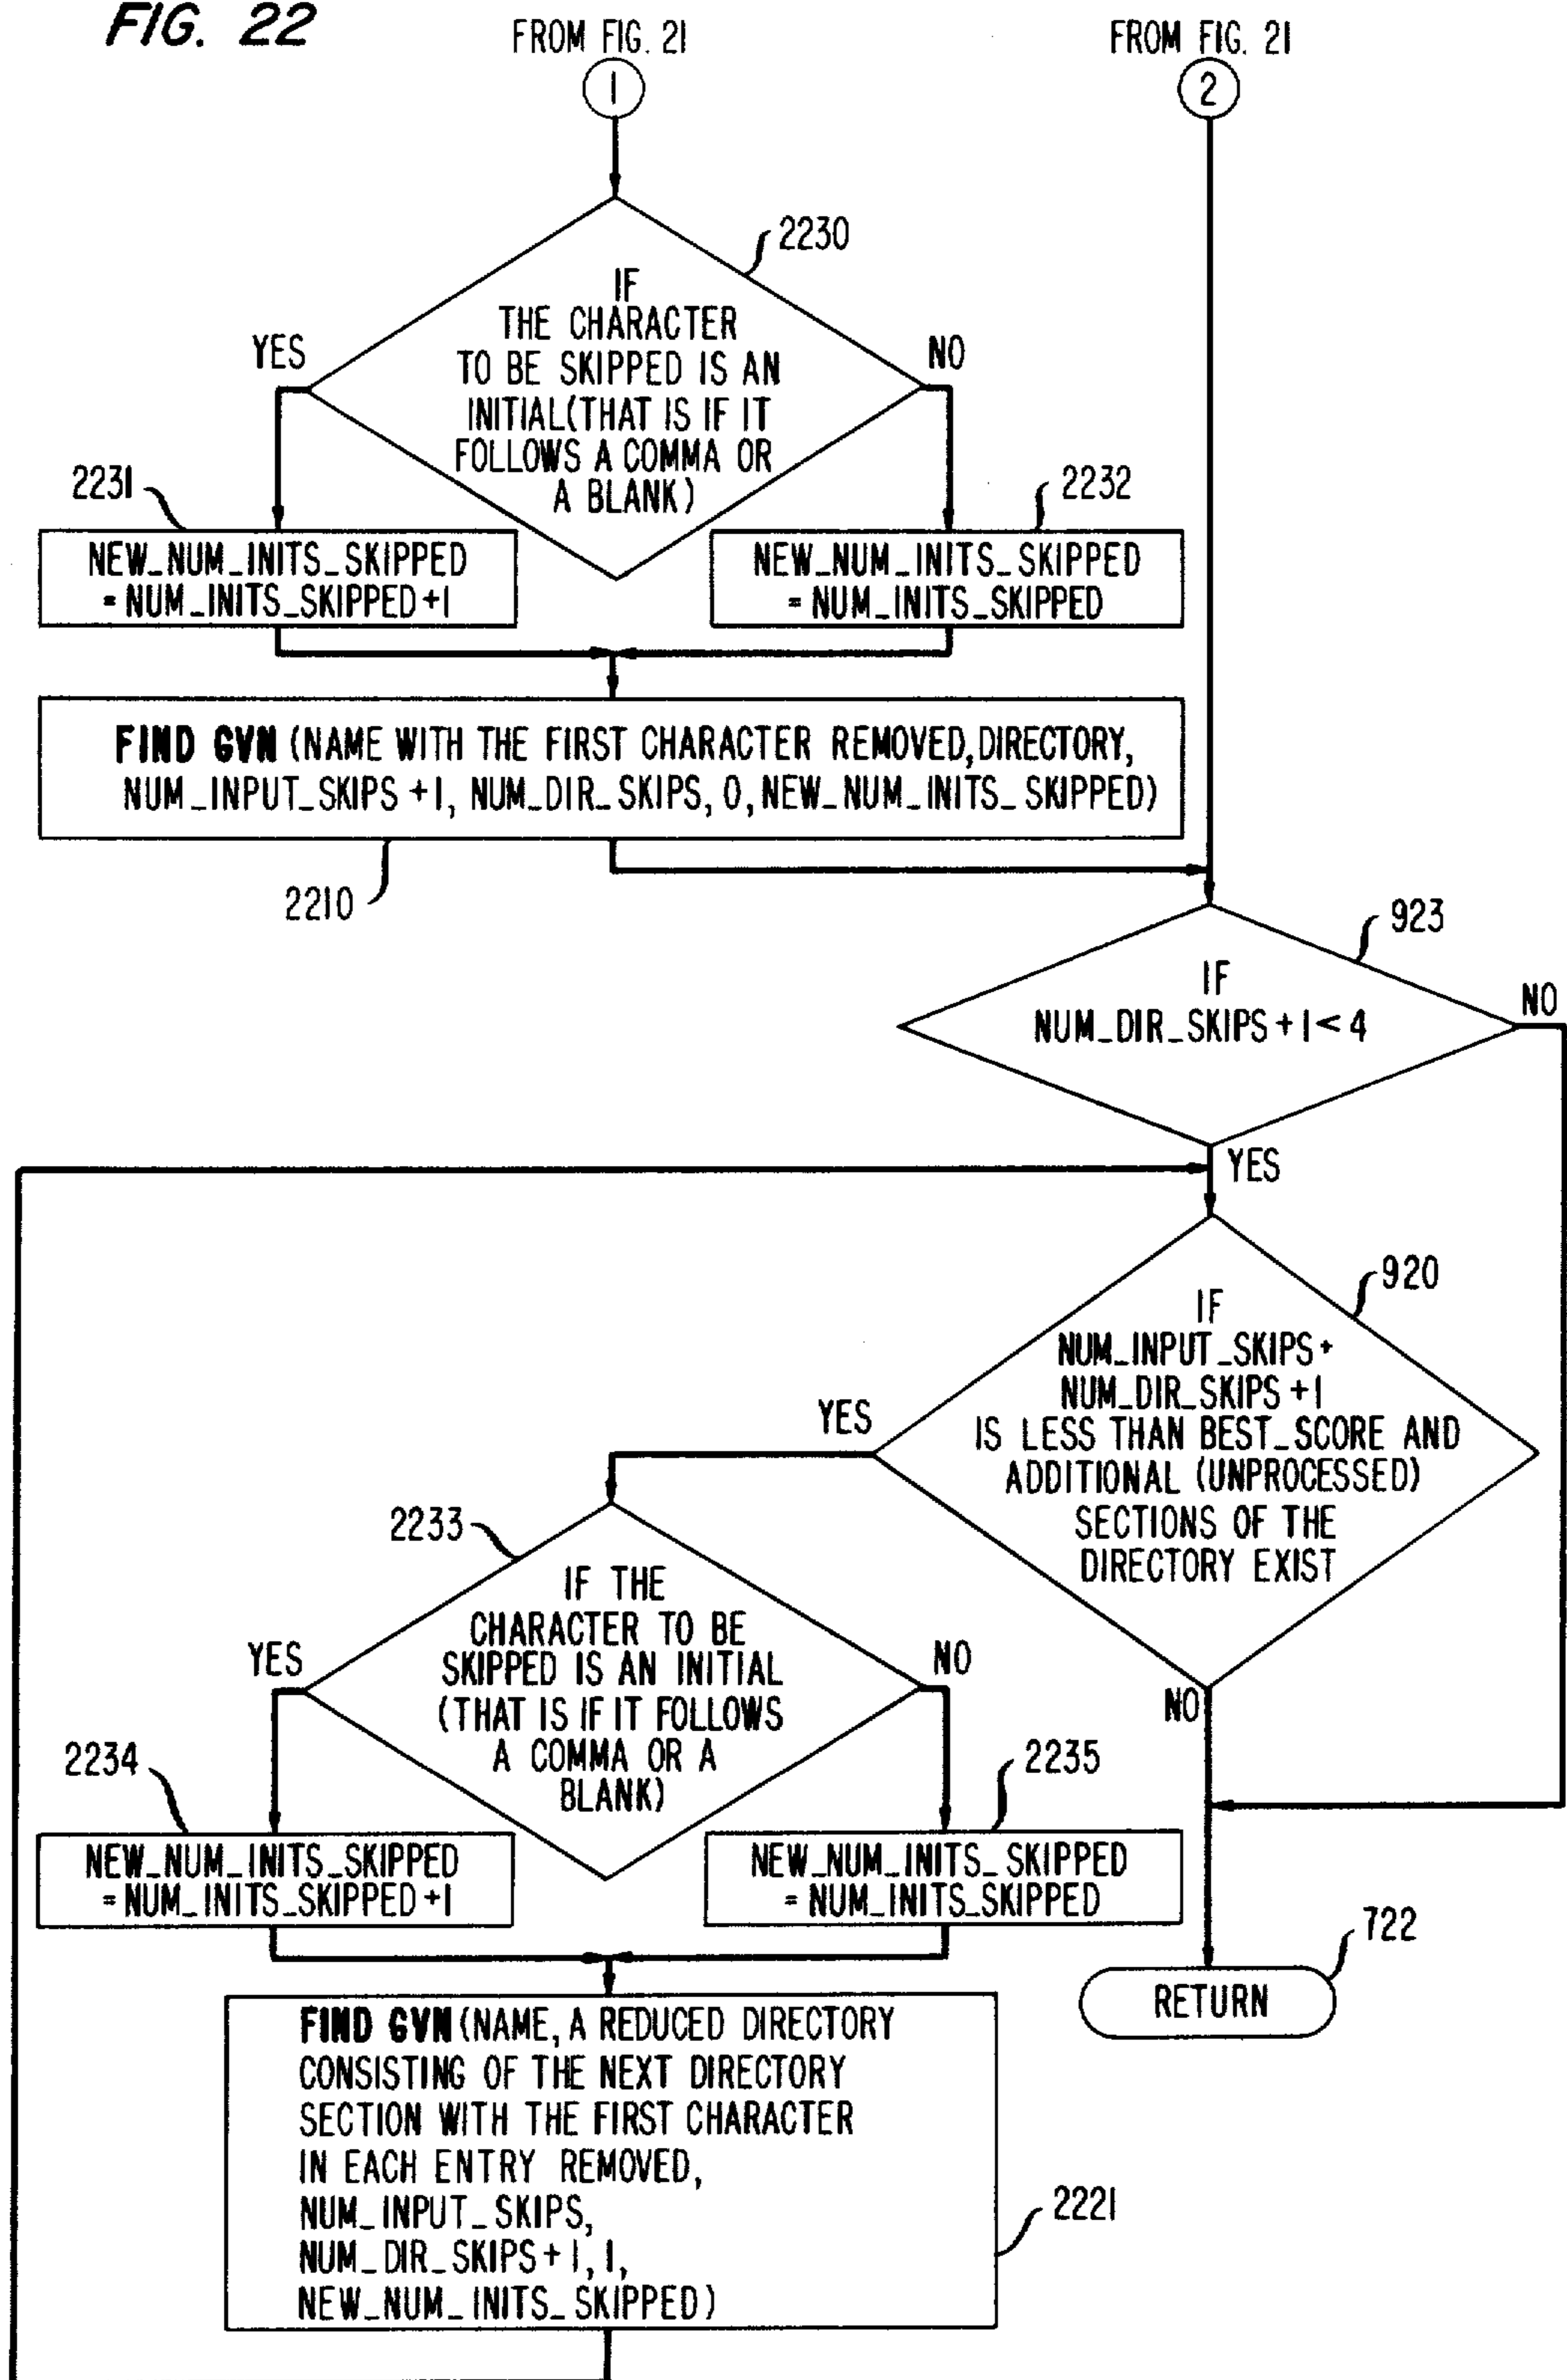 FIG. 22
FROM FIG. 21
1
FROM FIG. 21
2
2230
IF
THE CHARACTER
TO BE SKIPPED IS AN
INITIAL(THAT IS IF IT
FOLLOWS A COMMA OR
A BLANK)
YES
NO
2231
NEW_NUM_INITS_SKIPPED
= NUM_INITS_SKIPPED+1
2232
NEW_NUM_INITS_SKIPPED
= NUM_INITS_SKIPPED
FIND GVN (NAME WITH THE FIRST CHARACTER REMOVED, DIRECTORY,
NUM_INPUT_SKIPS +1, NUM_DIR_SKIPS, 0, NEW_NUM_INITS_SKIPPED)
2210
923
IF
NUM_DIR_SKIPS + 1 < 4
NO
YES
920
IF
NUM_INPUT_SKIPS +
NUM_DIR_SKIPS +1
IS LESS THAN BEST_SCORE AND
ADDITIONAL (UNPROCESSED)
SECTIONS OF THE
DIRECTORY EXIST
YES
NO
2233
IF THE
CHARACTER TO BE
SKIPPED IS AN INITIAL
(THAT IS IF IT FOLLOWS
A COMMA OR A
BLANK)
YES
NO
2234
NEW_NUM_INITS_SKIPPED
= NUM_INITS_SKIPPED +1
2235
NEW_NUM_INITS_SKIPPED
= NUM_INITS_SKIPPED
722
RETURN
FIND GVN (NAME, A REDUCED DIRECTORY
CONSISTING OF THE NEXT DIRECTORY
SECTION WITH THE FIRST CHARACTER
IN EACH ENTRY REMOVED,
NUM_INPUT_SKIPS,
NUM_DIR_SKIPS + 1, 1,
NEW_NUM_INITS_SKIPPED)
2221